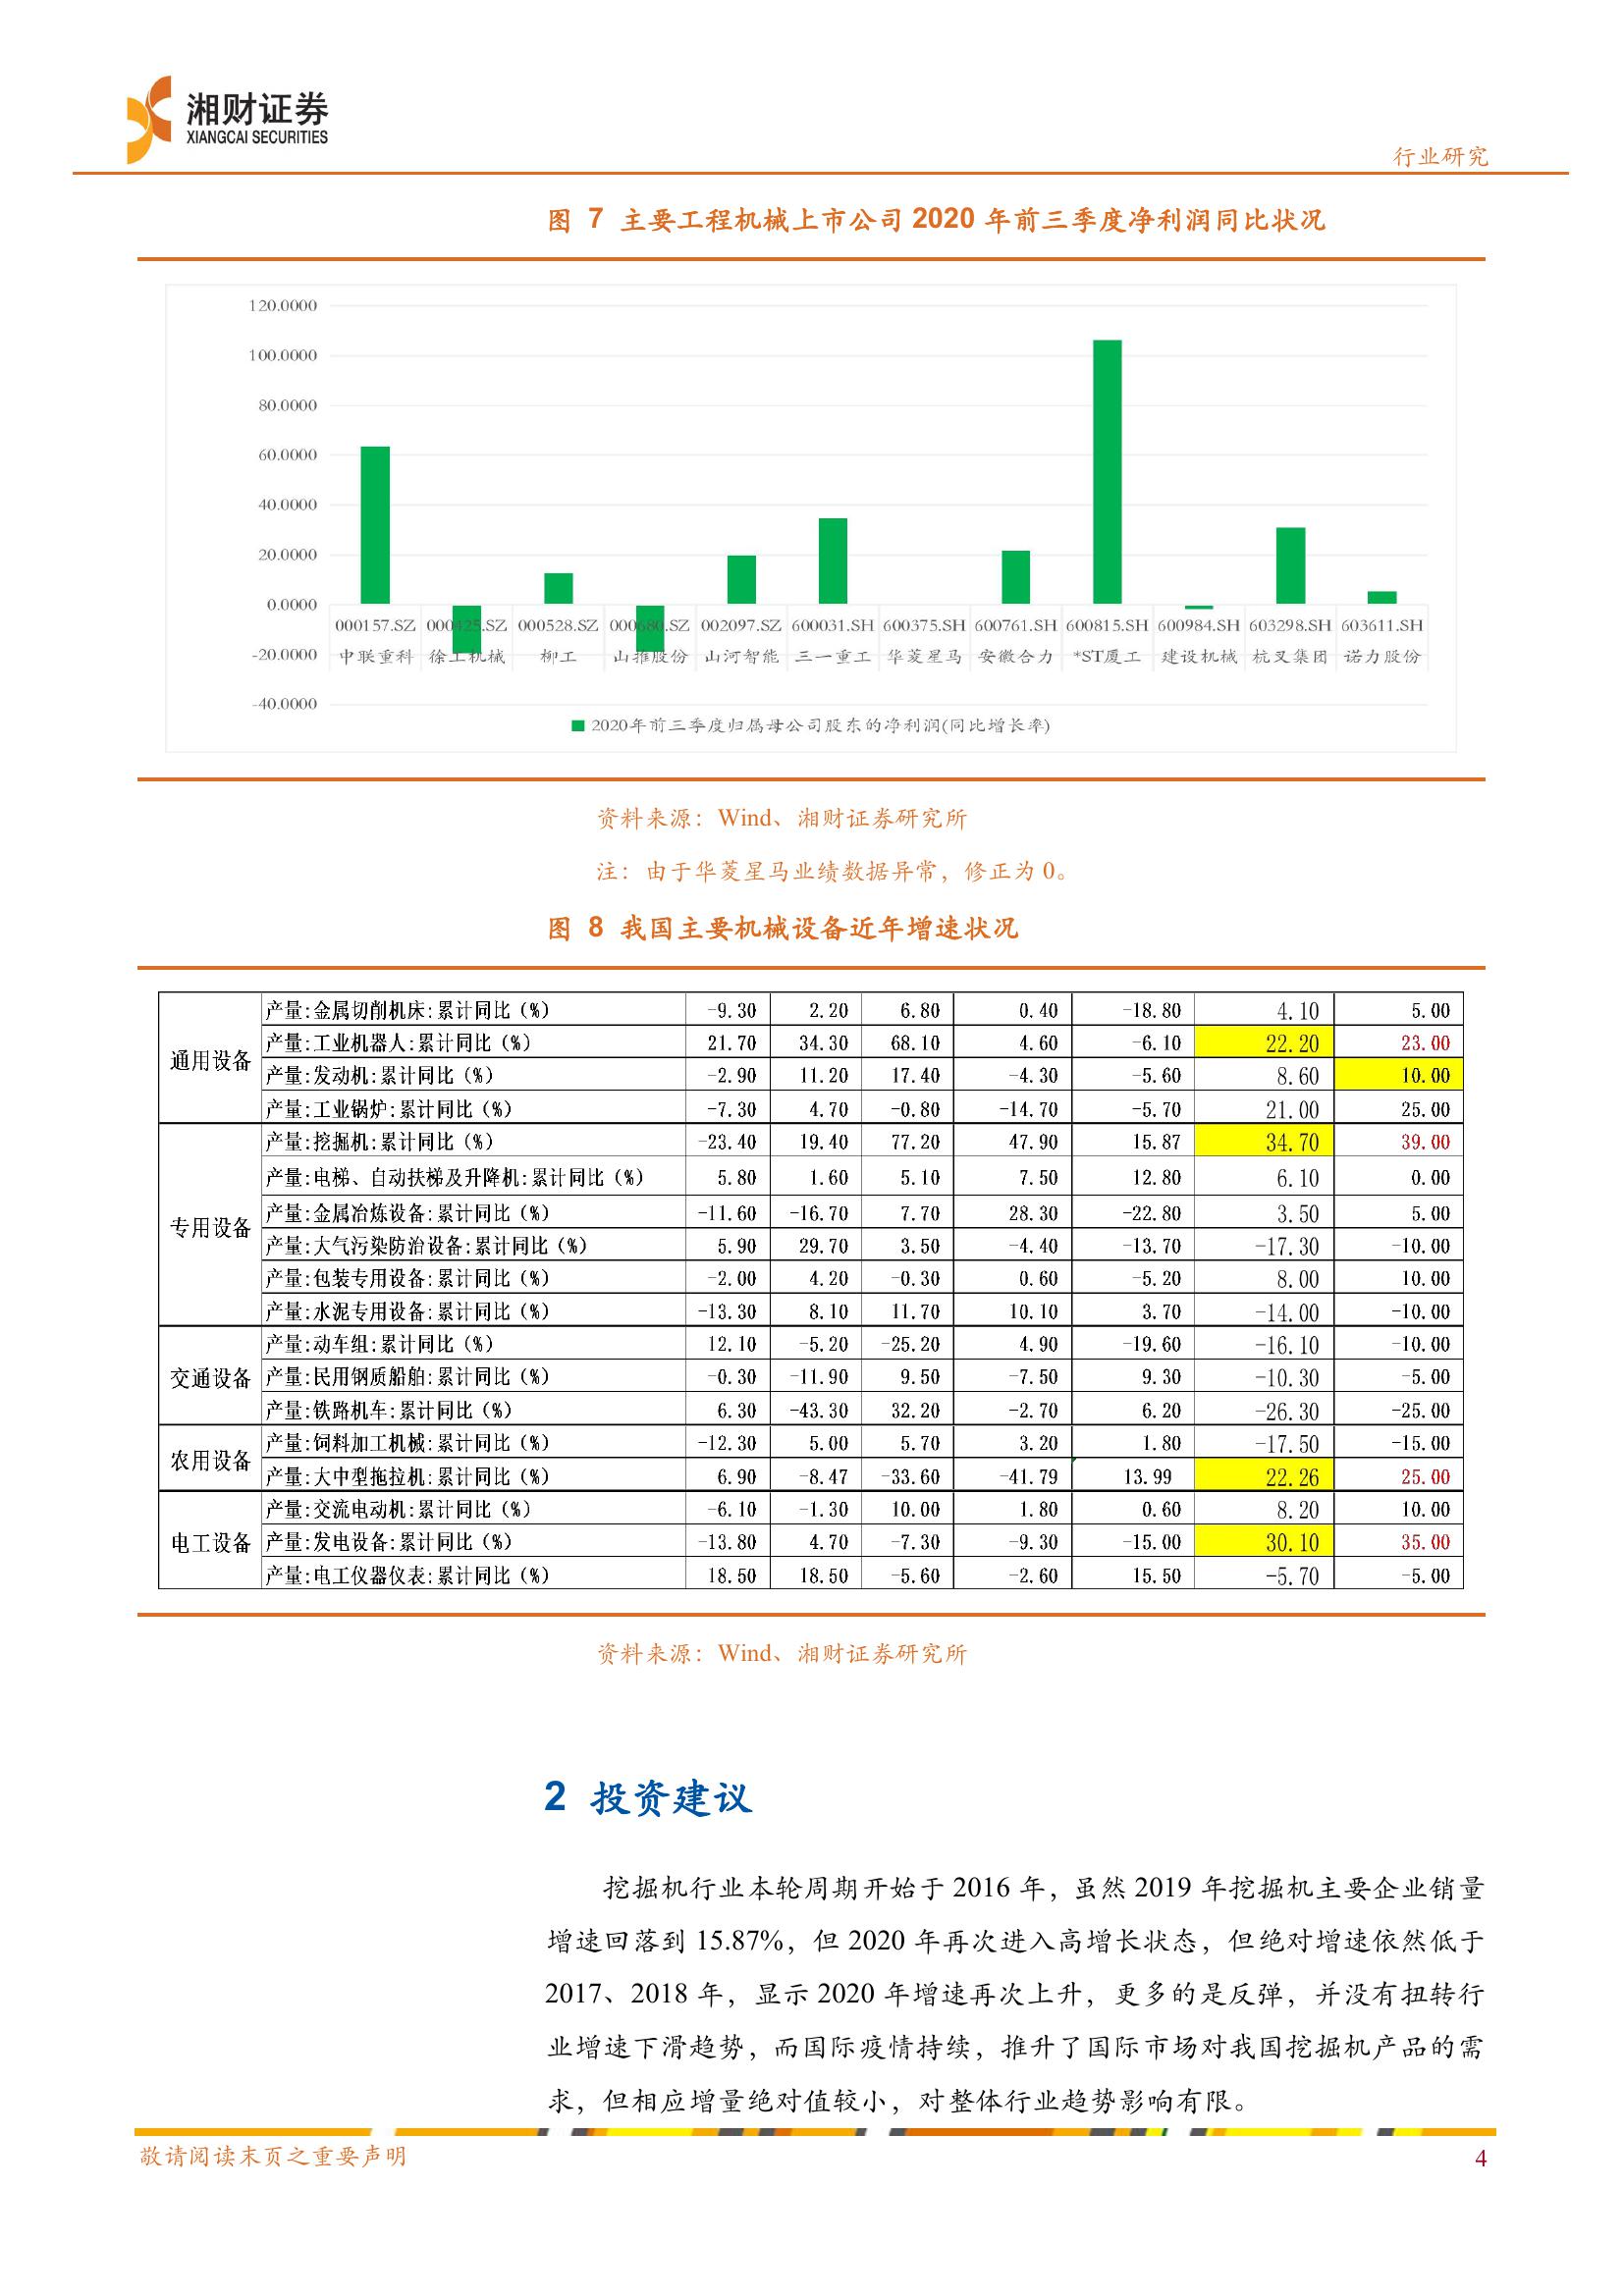 湘财证券
XIANGCAI SECURITIES
行业研究
图 7 主要工程机械上市公司 2020 年前三季度净利润同比状况
120.0000
100.0000
80.0000
60.0000
40.0000
20.0000
0.0000
-20.0000
-40.0000
000157.SZ 000425.SZ 000528.SZ 000680.SZ 002097.SZ 600031.SH 600375.SH 600761.SH 600815.SH 600984.SH 603298.SH 603611.SH
中联重科 徐工机械 柳工 山推股份 山河智能 三一重工 华菱星马 安徽合力 *ST厦工 建设机械 杭叉集团 诺力股份
2020年前三季度归属母公司股东的净利润(同比增长率)
资料来源：Wind、湘财证券研究所
注：由于华菱星马业绩数据异常，修正为 0。
图 8 我国主要机械设备近年增速状况
通用设备
产量:金属切削机床:累计同比(%) -9.30 2.20 6.80 0.40 -18.80 4.10 5.00
产量:工业机器人:累计同比(%) 21.70 34.30 68.10 4.60 -6.10 22.20 23.00
产量:发动机:累计同比(%) -2.90 11.20 17.40 -4.30 -5.60 8.60 10.00
产量:工业锅炉:累计同比(%) -7.30 4.70 -0.80 -14.70 -5.70 21.00 25.00
专用设备
产量:挖掘机:累计同比(%) -23.40 19.40 77.20 47.90 15.87 34.70 39.00
产量:电梯、自动扶梯及升降机:累计同比(%) 5.80 1.60 5.10 7.50 12.80 6.10 0.00
产量:金属冶炼设备:累计同比(%) -11.60 -16.70 7.70 28.30 -22.80 3.50 5.00
产量:大气污染防治设备:累计同比(%) 5.90 29.70 3.50 -4.40 -13.70 -17.30 -10.00
产量:包装专用设备:累计同比(%) -2.00 4.20 -0.30 0.60 -5.20 8.00 10.00
产量:水泥专用设备:累计同比(%) -13.30 8.10 11.70 10.10 3.70 -14.00 -10.00
交通设备
产量:动车组:累计同比(%) 12.10 -5.20 -25.20 4.90 -19.60 -16.10 -10.00
产量:民用钢质船舶:累计同比(%) -0.30 -11.90 9.50 -7.50 9.30 -10.30 -5.00
产量:铁路机车:累计同比(%) 6.30 -43.30 32.20 -2.70 6.20 -26.30 -25.00
农用设备
产量:饲料加工机械:累计同比(%) -12.30 5.00 5.70 3.20 1.80 -17.50 -15.00
产量:大中型拖拉机:累计同比(%) 6.90 -8.47 -33.60 -41.79 13.99 22.26 25.00
电工设备
产量:交流电动机:累计同比(%) -6.10 -1.30 10.00 1.80 0.60 8.20 10.00
产量:发电设备:累计同比(%) -13.80 4.70 -7.30 -9.30 -15.00 30.10 35.00
产量:电工仪器仪表:累计同比(%) 18.50 18.50 -5.60 -2.60 15.50 -5.70 -5.00
资料来源：Wind、湘财证券研究所
2 投资建议
挖掘机行业本轮周期开始于 2016 年，虽然 2019 年挖掘机主要企业销量
增速回落到 15.87%，但 2020 年再次进入高增长状态，但绝对增速依然低于
2017、2018 年，显示 2020 年增速再次上升，更多的是反弹，并没有扭转行
业增速下滑趋势，而国际疫情持续，推升了国际市场对我国挖掘机产品的需
求，但相应增量绝对值较小，对整体行业趋势影响有限。
敬请阅读末页之重要声明
4